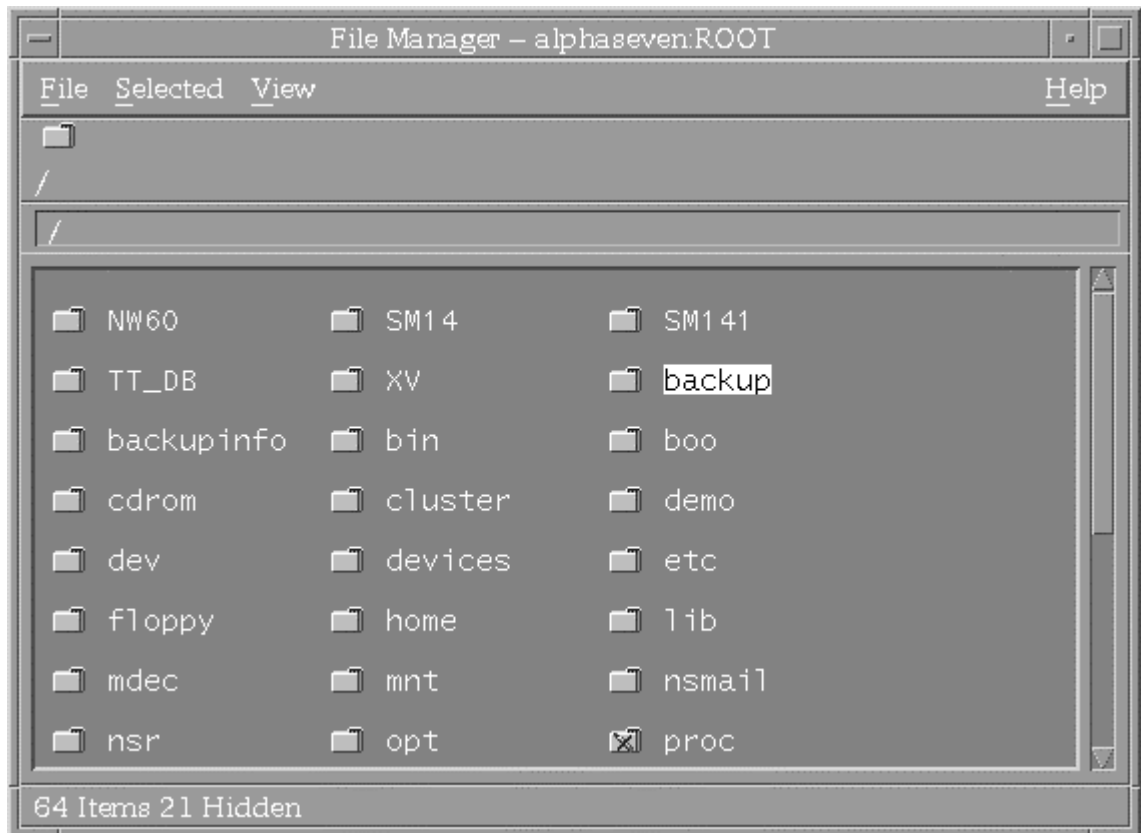 File Manager – alphaseven:ROOT
File Selected View Help
/
/
NW60 SM14 SM141
TT_DB XV backup
backupinfo bin boo
cdrom cluster demo
dev devices etc
floppy home lib
mdec mnt nsmail
nsr opt proc
64 Items 21 Hidden